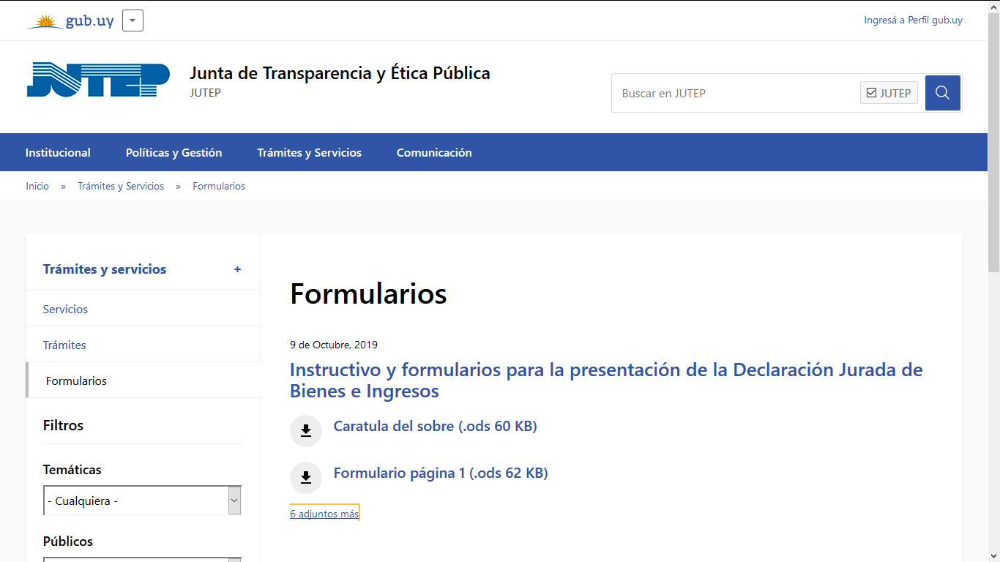 gub.uy
Ingresá a Perfil gub.uy
JUTEP
Junta de Transparencia y Ética Pública
JUTEP
Buscar en JUTEP
JUTEP
Institucional
Políticas y Gestión
Trámites y Servicios
Comunicación
Inicio » Trámites y Servicios » Formularios
Trámites y servicios +
Servicios
Trámites
Formularios
Filtros
Temáticas
- Cualquiera -
Públicos
Formularios
9 de Octubre, 2019
Instructivo y formularios para la presentación de la Declaración Jurada de
Bienes e Ingresos
Caratula del sobre (.ods 60 KB)
Formulario página 1 (.ods 62 KB)
6 adjuntos más